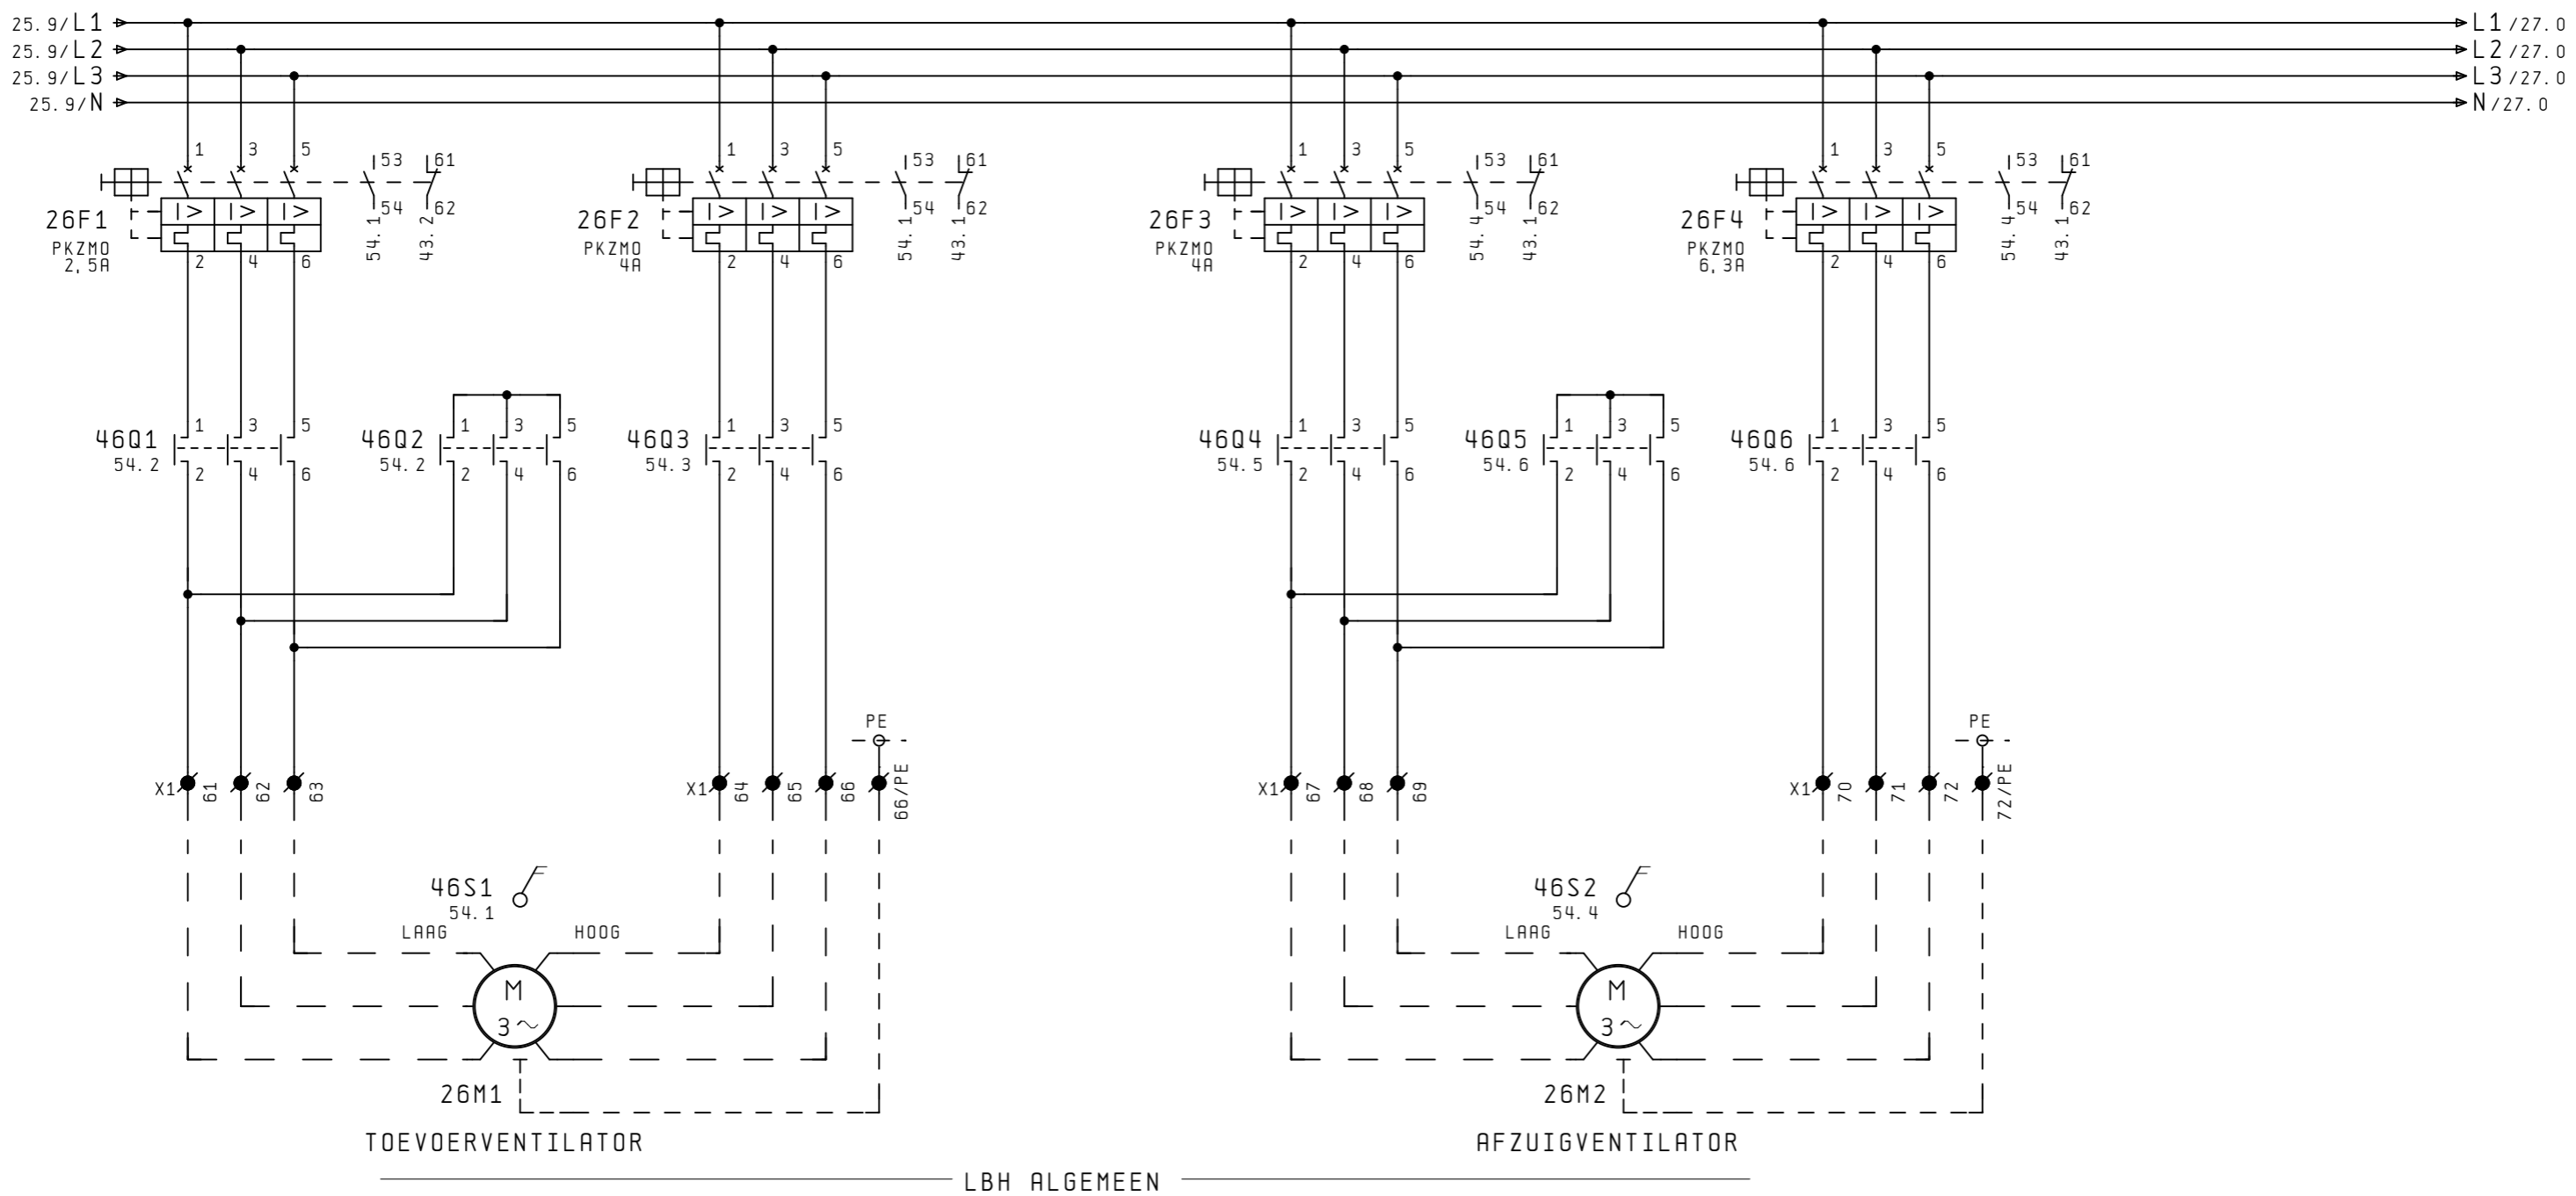 25.9/L1 L1/27.0
25.9/L2 L2/27.0
25.9/L3 L3/27.0
25.9/N N/27.0
1 3 5 53 61 1 3 5 53 61 1 3 5 53 61 1 3 5 53 61
I> I> I> I> I> I> I> I> I> I> I> I>
54 62 54 62 54 62 54 62
26F1 26F2 26F3 26F4
54.1 43.2 54.1 43.1 54.4 43.1 54.4 43.1
PKZM0 PKZM0 PKZM0 PKZM0
2,5A 4A 4A 6,3A
2 4 6 2 4 6 2 4 6 2 4 6
1 3 5 1 3 5 1 3 5 1 3 5 1 3 5 1 3 5
46Q1 46Q2 46Q3 46Q4 46Q5 46Q6
54.2 54.2 54.3 54.5 54.6 54.6
2 4 6 2 4 6 2 4 6 2 4 6 2 4 6 2 4 6
PE PE
X1 61 62 63 X1 64 65 66 66/PE X1 67 68 69 X1 70 71 72 72/PE
46S1 46S2
54.1 54.4
LAAG HOOG LAAG HOOG
M M
3~ 3~
26M1 26M2
TOEVOERVENTILATOR AFZUIGVENTILATOR
LBH ALGEMEEN